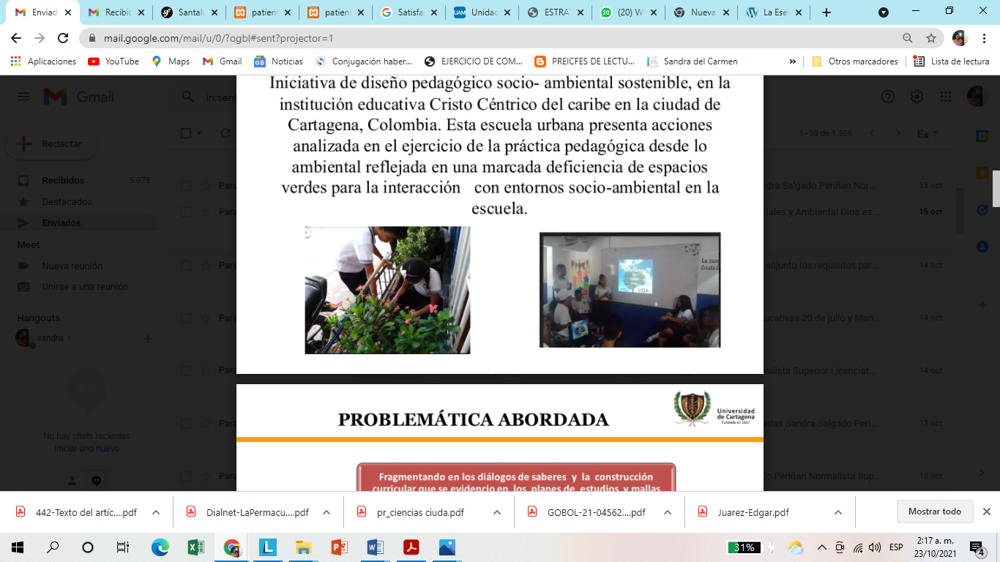 Enviad
Recibic
Santalu
patient
patient
Satisfa
UAM
Unidac
ESTRAT
20
(20) W
Nueva
La Eser
mail.google.com/mail/u/0/?ogbl#sent?projector=1
Aplicaciones
YouTube
Maps
Gmail
Noticias
Conjugación haber...
EJERCICIO DE COM...
PREICFES DE LECTU...
Sandra del Carmen
»
Otros marcadores
Lista de lectura
Gmail
in:sent
Redactar
1–50 de 1.506
Es
Recibidos
5.075
Destacados
Enviados
Meet
Nueva reunión
Unirse a una reunión
Hangouts
sandra
No hay chats recientes
Iniciar uno nuevo
Para
ndra Salgado Periñan Nor...
15 oct
Para
ciales y Ambiental Dios es ...
15 oct
Para
adjunto los requisitos par...
14 oct
Para
ducativas 20 de julio y Man...
14 oct
Para
nalista Superior Licenciat...
14 oct
Para
adas Sandra Salgado Peri...
13 oct
Para
do Periñan Normalista Sup...
12 oct
Iniciativa de diseño pedagógico socio- ambiental sostenible, en la
institución educativa Cristo Céntrico del caribe en la ciudad de
Cartagena, Colombia. Esta escuela urbana presenta acciones
analizada en el ejercicio de la práctica pedagógica desde lo
ambiental reflejada en una marcada deficiencia de espacios
verdes para la interacción con entornos socio-ambiental en la
escuela.
VIDA
PROBLEMÁTICA ABORDADA
Universidad
de Cartagena
Fundada en 1827
Fragmentando en los diálogos de saberes y la construcción
curricular que se evidencio en los planes de estudios y mallas
442-Texto del artíc....pdf
Dialnet-LaPermacu....pdf
pr_ciencias ciuda.pdf
GOBOL-21-04562....pdf
Juarez-Edgar.pdf
Mostrar todo
31%
ESP
2:17 a. m.
23/10/2021
4